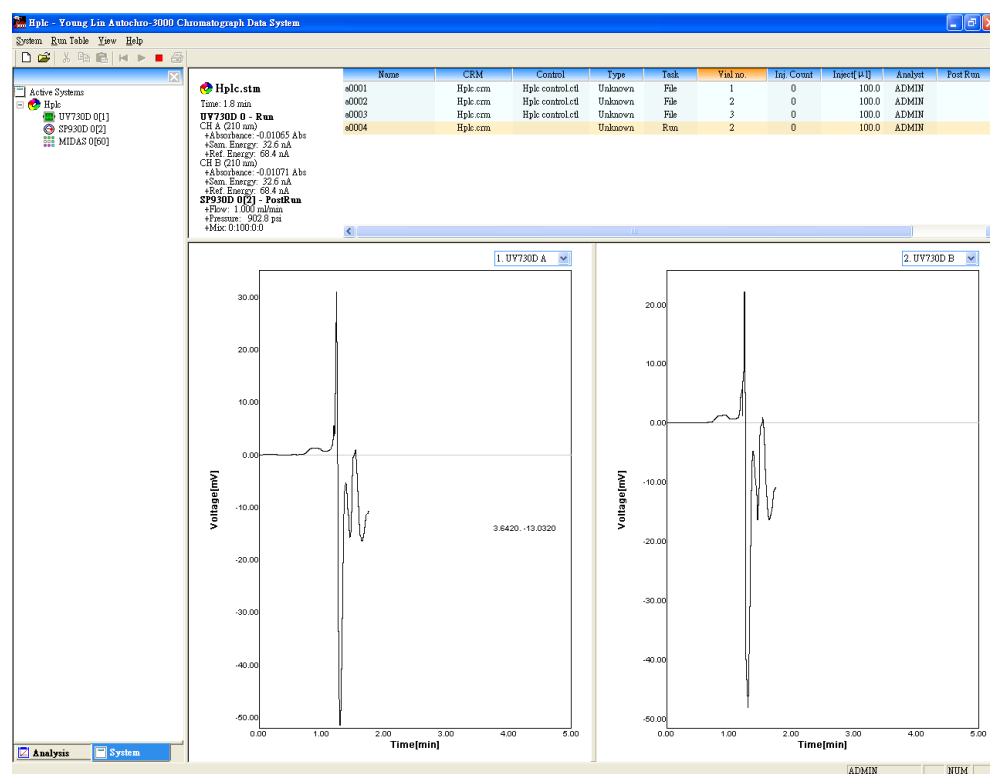 Hplc - Young Lin Autochro-3000 Chromatograph Data System
System Run Table View Help
Active Systems
Hplc
UV730D 0[1]
SP930D 0[2]
MIDAS 0[60]
Hplc.stm
Time: 1.8 min
UV730D 0 - Run
CH A (210 nm)
+Absorbance: -0.01065 Abs
+Sam. Energy: 32.6 nA
+Ref. Energy: 68.4 nA
CH B (210 nm)
+Absorbance: -0.01071 Abs
+Sam. Energy: 32.6 nA
+Ref. Energy: 68.4 nA
SP930D 0[2] - PostRun
+Flow: 1.000 ml/min
+Pressure: 902.8 psi
+Mix: 0:100:0:0
Name CRM Control Type Task Vial no. Inj. Count Inject[µl] Analyst Post Run
a0001 Hplc.crm Hplc control.ctl Unknown File 1 0 100.0 ADMIN
a0002 Hplc.crm Hplc control.ctl Unknown File 2 0 100.0 ADMIN
a0003 Hplc.crm Hplc control.ctl Unknown File 3 0 100.0 ADMIN
a0004 Hplc.crm Unknown Run 2 0 100.0 ADMIN
1. UV730D A
30.00
20.00
10.00
0.00
-10.00
-20.00
-30.00
-40.00
-50.00
Voltage[mV]
3.6420. -13.0320
0.00 1.00 2.00 3.00 4.00 5.00
Time[min]
2. UV730D B
20.00
10.00
0.00
-10.00
-20.00
-30.00
-40.00
-50.00
Voltage[mV]
0.00 1.00 2.00 3.00 4.00 5.00
Time[min]
Analysis System
ADMIN NUM